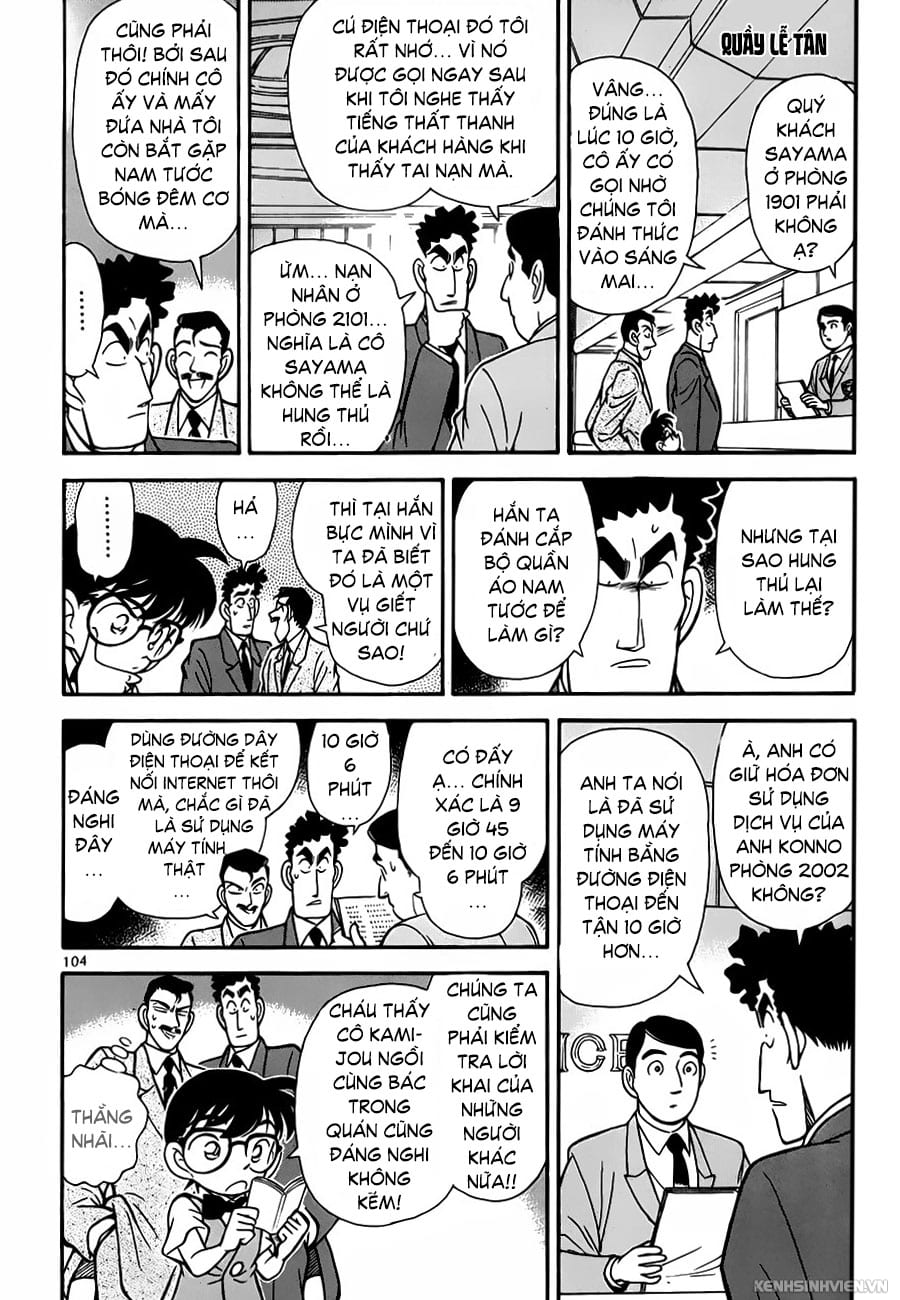 QUẦY LỄ TÂN
QUÝ
KHÁCH
SAYAMA
Ở PHÒNG
1901 PHẢI
KHÔNG
Ạ?
VÂNG...
ĐÚNG LÀ
LÚC 10 GIỜ,
CÔ ẤY CÓ
GỌI NHỜ
CHÚNG TÔI
ĐÁNH THỨC
VÀO SÁNG
MAI...
CÚ ĐIỆN THOẠI ĐÓ TÔI
RẤT NHỚ... VÌ NÓ
ĐƯỢC GỌI NGAY SAU
KHI TÔI NGHE THẤY
TIẾNG THẤT THANH
CỦA KHÁCH HÀNG KHI
THẤY TAI NẠN MÀ.
ỪM... NẠN
NHÂN Ở
PHÒNG 2101...
NGHĨA LÀ CÔ
SAYAMA
KHÔNG THỂ LÀ
HUNG THỦ
RỒI...
CŨNG PHẢI
THÔI! BỞI SAU
ĐÓ CHÍNH CÔ
ẤY VÀ MẤY
ĐỨA NHÀ TÔI
CÒN BẮT GẶP
NAM TƯỚC
BÓNG ĐÊM CƠ
MÀ...
........
NHƯNG TẠI
SAO HUNG
THỦ LẠI
LÀM THẾ?
HẮN TA
ĐÁNH CẮP
BỘ QUẦN
ÁO NAM
TƯỚC ĐỂ
LÀM GÌ?
THÌ TẠI HẮN
BỰC MÌNH VÌ
TA ĐÃ BIẾT
ĐÓ LÀ MỘT
VỤ GIẾT
NGƯỜI CHỨ
SAO!
HẢ
...
........
À, ANH CÓ
GIỮ HÓA ĐƠN
SỬ DỤNG
DỊCH VỤ CỦA
ANH KONNO
PHÒNG 2002
KHÔNG?
ANH TA NÓI
LÀ ĐÃ SỬ
DỤNG MÁY
TÍNH BẰNG
ĐƯỜNG ĐIỆN
THOẠI ĐẾN
TẬN 10 GIỜ
HƠN...
CÓ ĐẤY
Ạ... CHÍNH
XÁC LÀ 9
GIỜ 45
ĐẾN 10 GIỜ
6 PHÚT
...
10 GIỜ
6
PHÚT
...
DÙNG ĐƯỜNG DÂY
ĐIỆN THOẠI ĐỂ KẾT
NỐI INTERNET THÔI
MÀ, CHẮC GÌ ĐÃ
LÀ SỬ DỤNG
MÁY TÍNH
THẬT
...
ĐÁNG
NGHI
ĐÂY
...
104
CHÚNG TA
CŨNG
PHẢI KIỂM
TRA LỜI
KHAI CỦA
NHỮNG
NGƯỜI
KHÁC
NỮA!!
CHÁU THẤY
CÔ KAMI-
JOU NGỒI
CÙNG BÁC
TRONG
QUÁN CŨNG
ĐÁNG NGHI
KHÔNG
KÉM!
THẰNG
NHÃI...
ICE
KENHSINHVIEN.VN